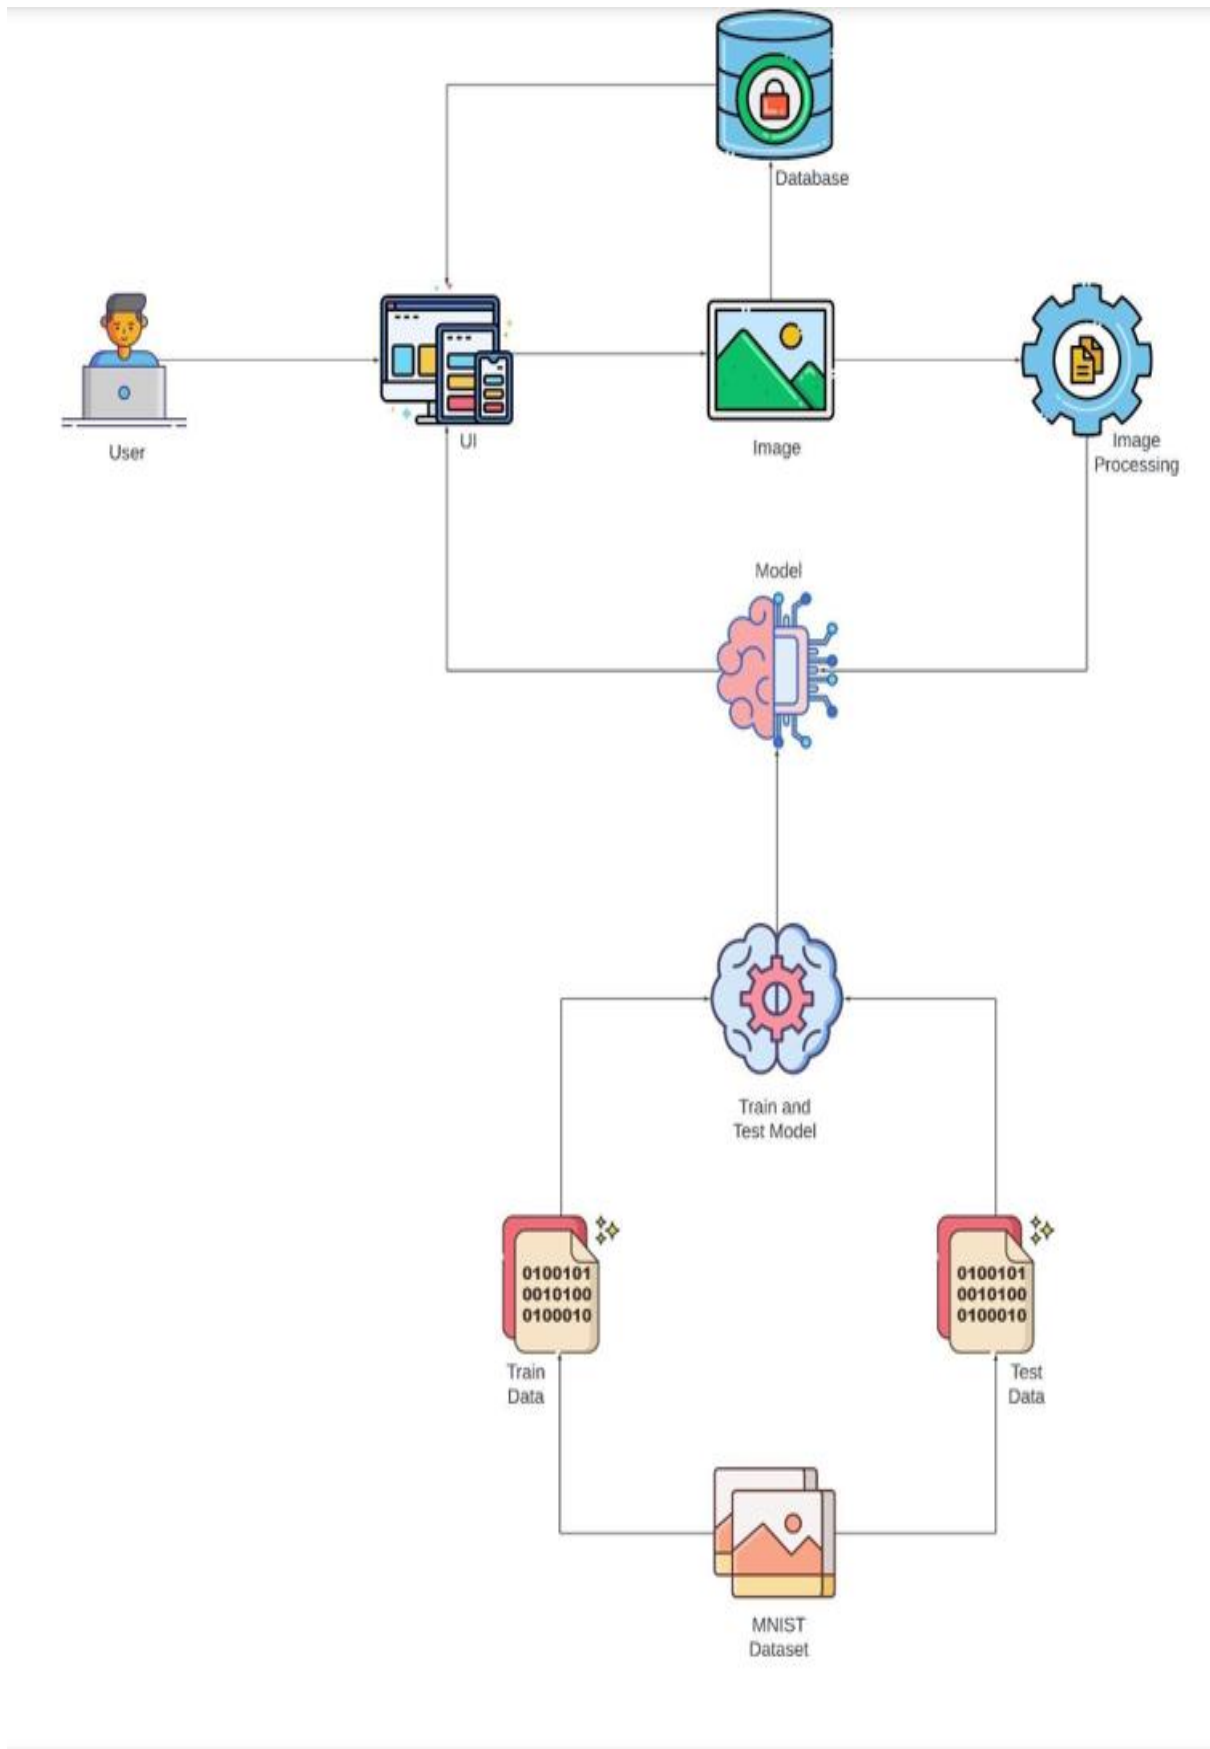 Database
User
UI
Image
Image
Processing
Model
Train and
Test Model
0100101
0010100
0100010
0100101
0010100
0100010
Train
Data
Test
Data
MNIST
Dataset